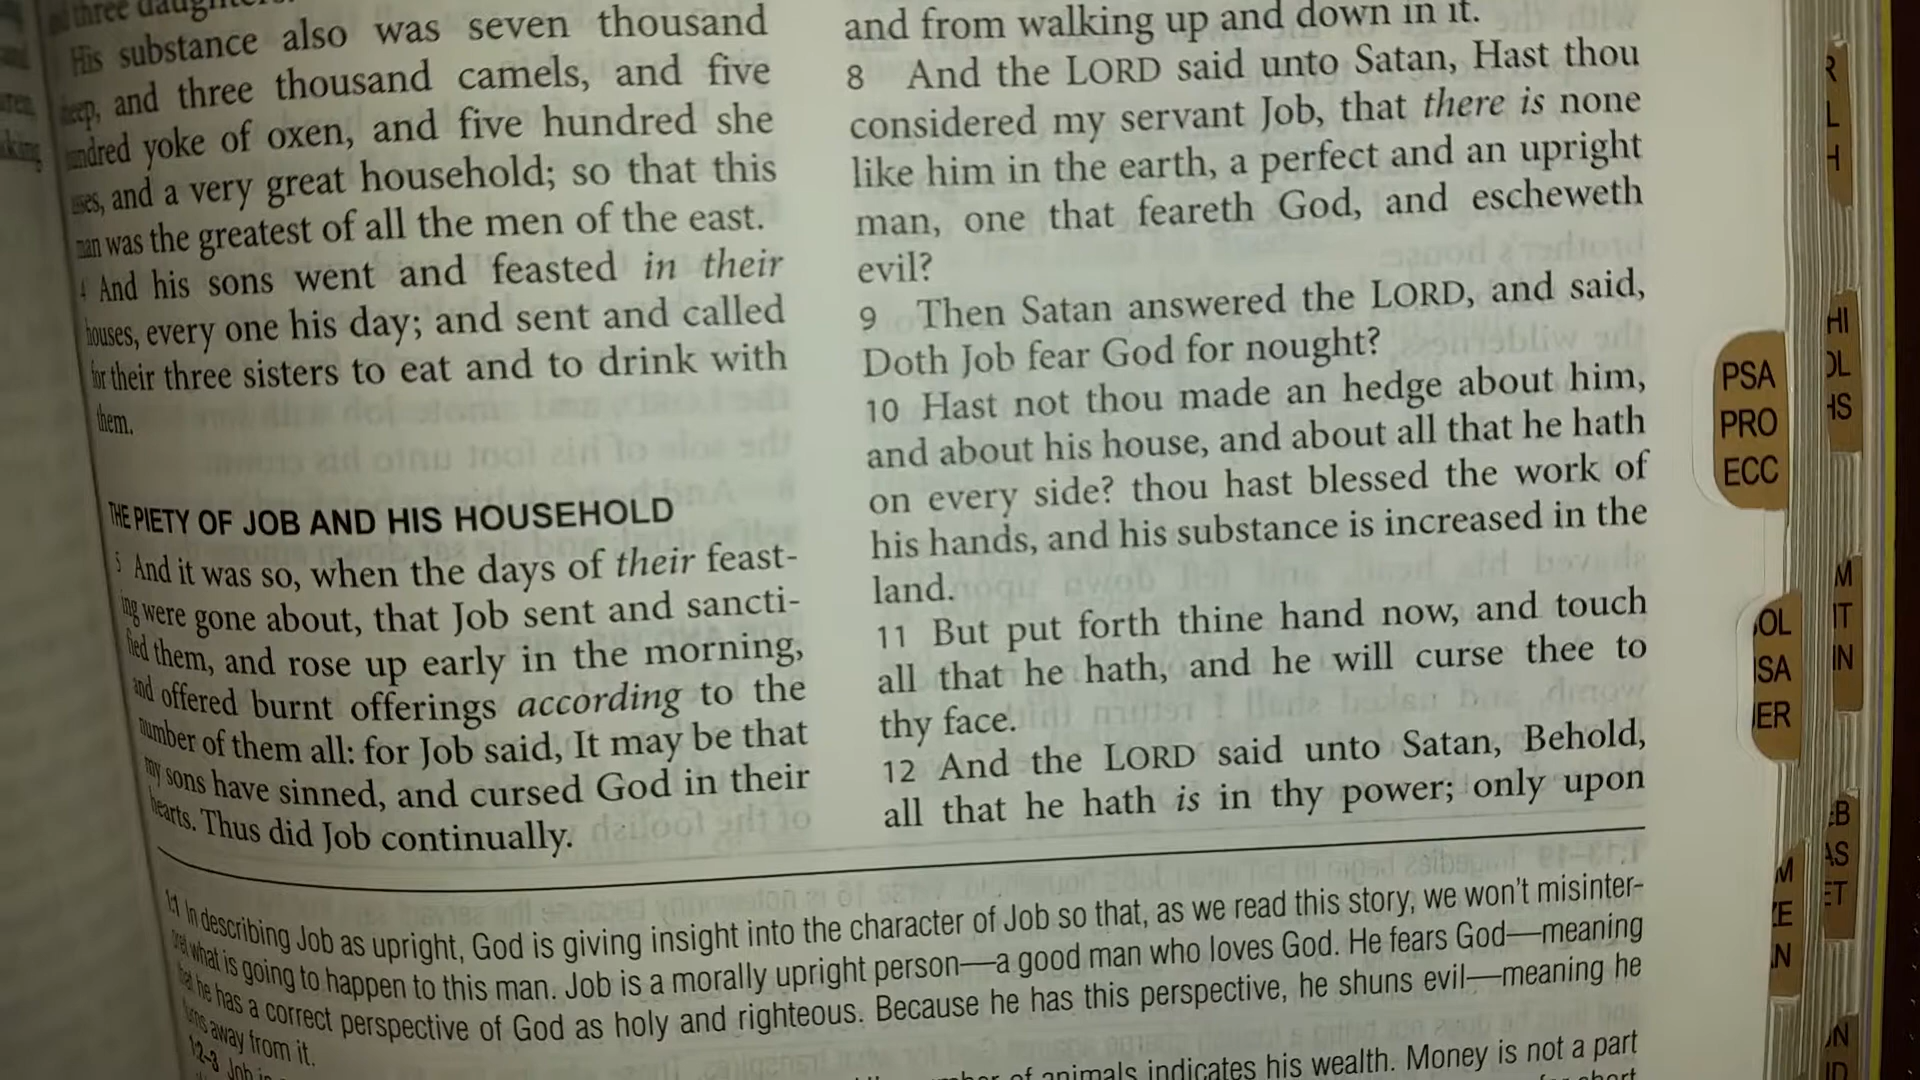 three daughters.
His substance also was seven thousand
eep, and three thousand camels, and five
undred yoke of oxen, and five hundred she
ses, and a very great household; so that this
man was the greatest of all the men of the east.
4 And his sons went and feasted in their
houses, every one his day; and sent and called
for their three sisters to eat and to drink with
them.
THE PIETY OF JOB AND HIS HOUSEHOLD
5 And it was so, when the days of their feast-
ing were gone about, that Job sent and sancti-
fied them, and rose up early in the morning,
and offered burnt offerings according to the
number of them all: for Job said, It may be that
my sons have sinned, and cursed God in their
hearts. Thus did Job continually.
and from walking up and down in it.
8 And the LORD said unto Satan, Hast thou
considered my servant Job, that there is none
like him in the earth, a perfect and an upright
man, one that feareth God, and escheweth
evil?
9 Then Satan answered the LORD, and said,
Doth Job fear God for nought?
10 Hast not thou made an hedge about him,
and about his house, and about all that he hath
on every side? thou hast blessed the work of
his hands, and his substance is increased in the
land.
11 But put forth thine hand now, and touch
all that he hath, and he will curse thee to
thy face.
12 And the LORD said unto Satan, Behold,
all that he hath is in thy power; only upon
1:1 In describing Job as upright, God is giving insight into the character of Job so that, as we read this story, we won't misinter-
pret what is going to happen to this man. Job is a morally upright person—a good man who loves God. He fears God—meaning
that he has a correct perspective of God as holy and righteous. Because he has this perspective, he shuns evil—meaning he
turns away from it.
1:2-3 Job
of animals indicates his wealth. Money is not a part
short
PSA
PRO
ECC
OL
ISA
ER
R
L
H
HI
OL
HS
M
IT
IN
EB
AS
ET
M
ZE
AN